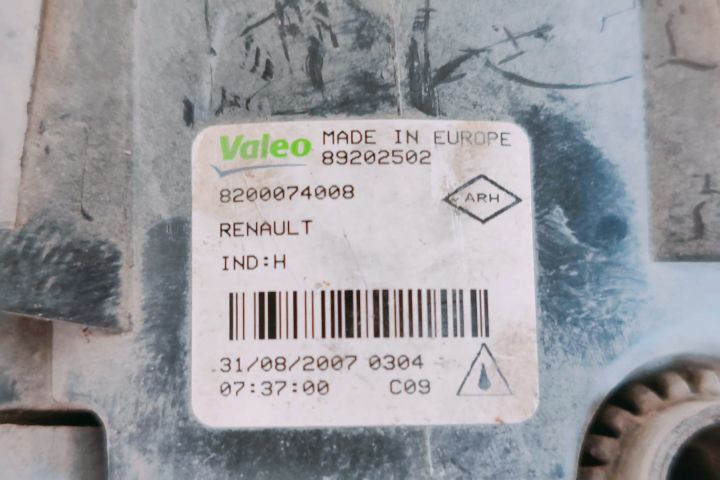 Valeo MADE IN EUROPE
89202502
8200074008
ARH
RENAULT
IND:H
31/08/2007 0304
07:37:00 C09